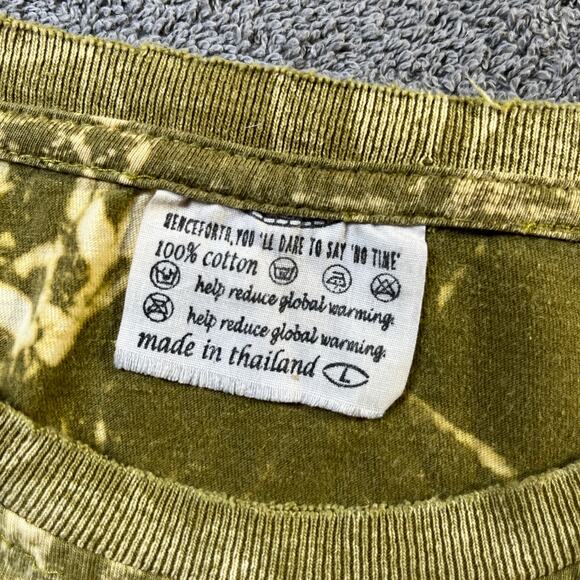 HENCEFORTH, YOU 'LL DARE TO SAY 'NO TIME'
100% cotton
help reduce global warming.
help reduce global warming.
made in thailand L